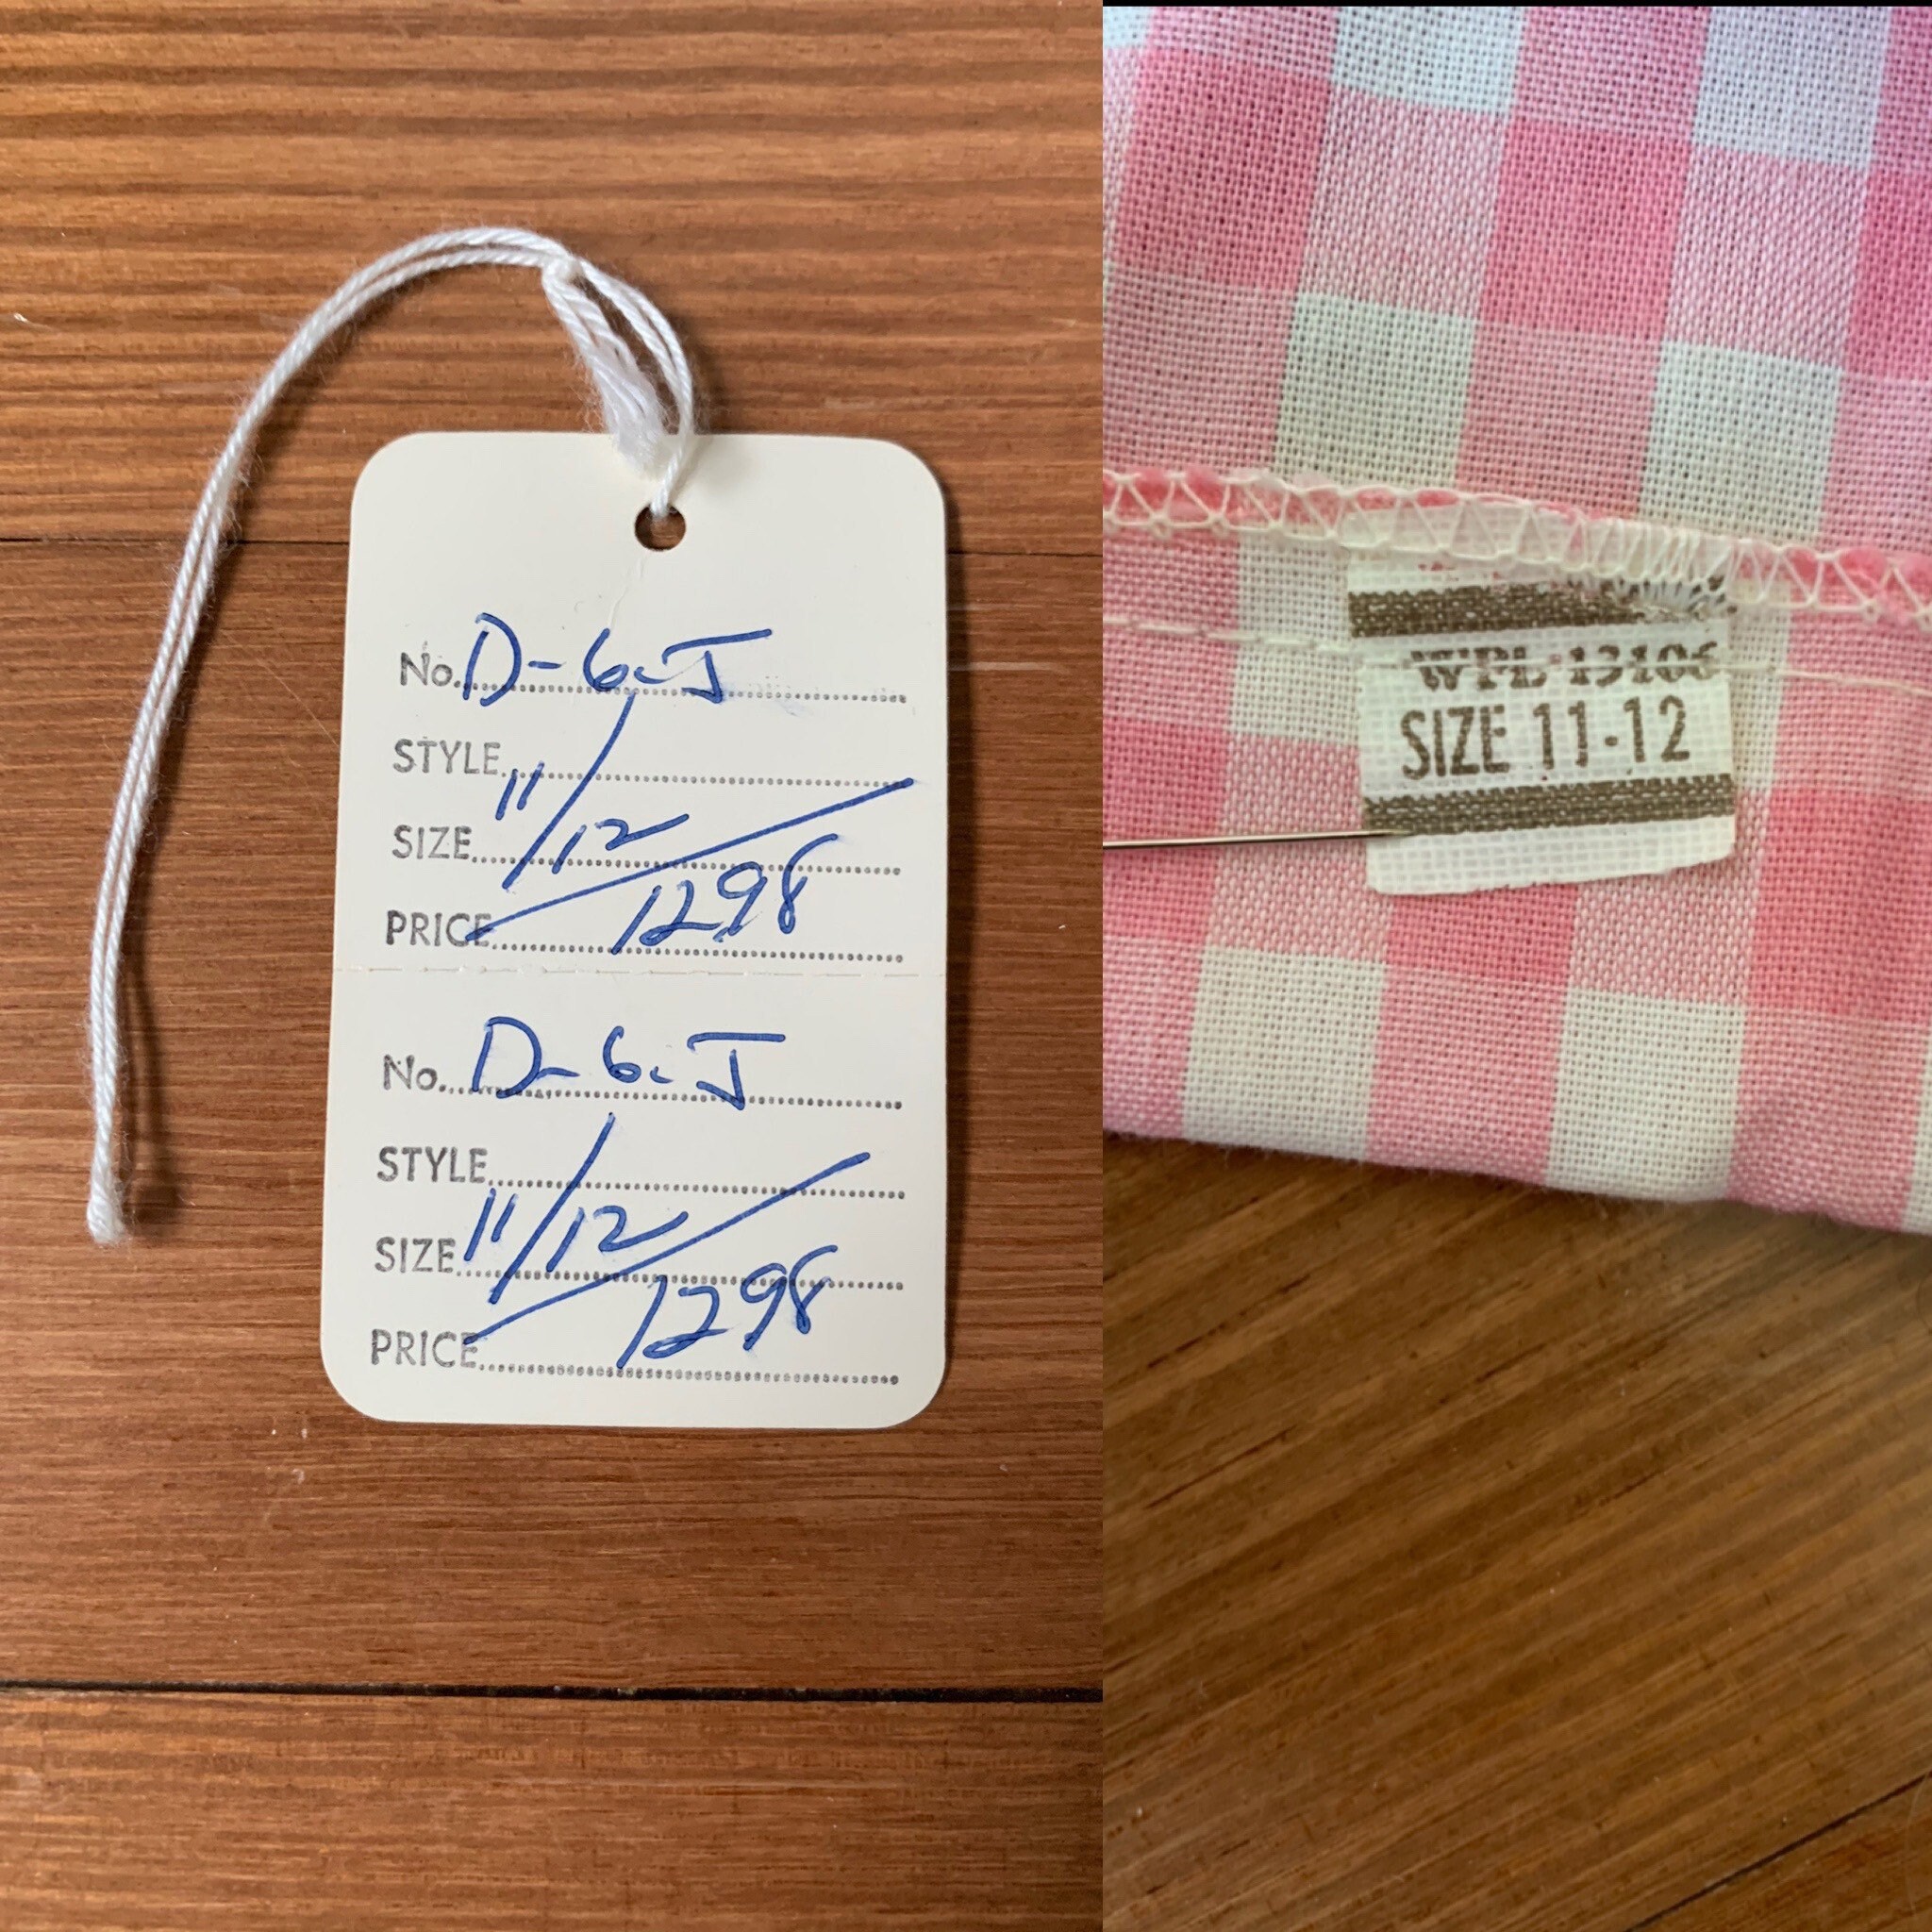 No. D-6.J
STYLE
SIZE 11/12
PRICE 1298
No. D-6.J
STYLE
SIZE 11/12
PRICE 1298
WPL 13106
SIZE 11-12